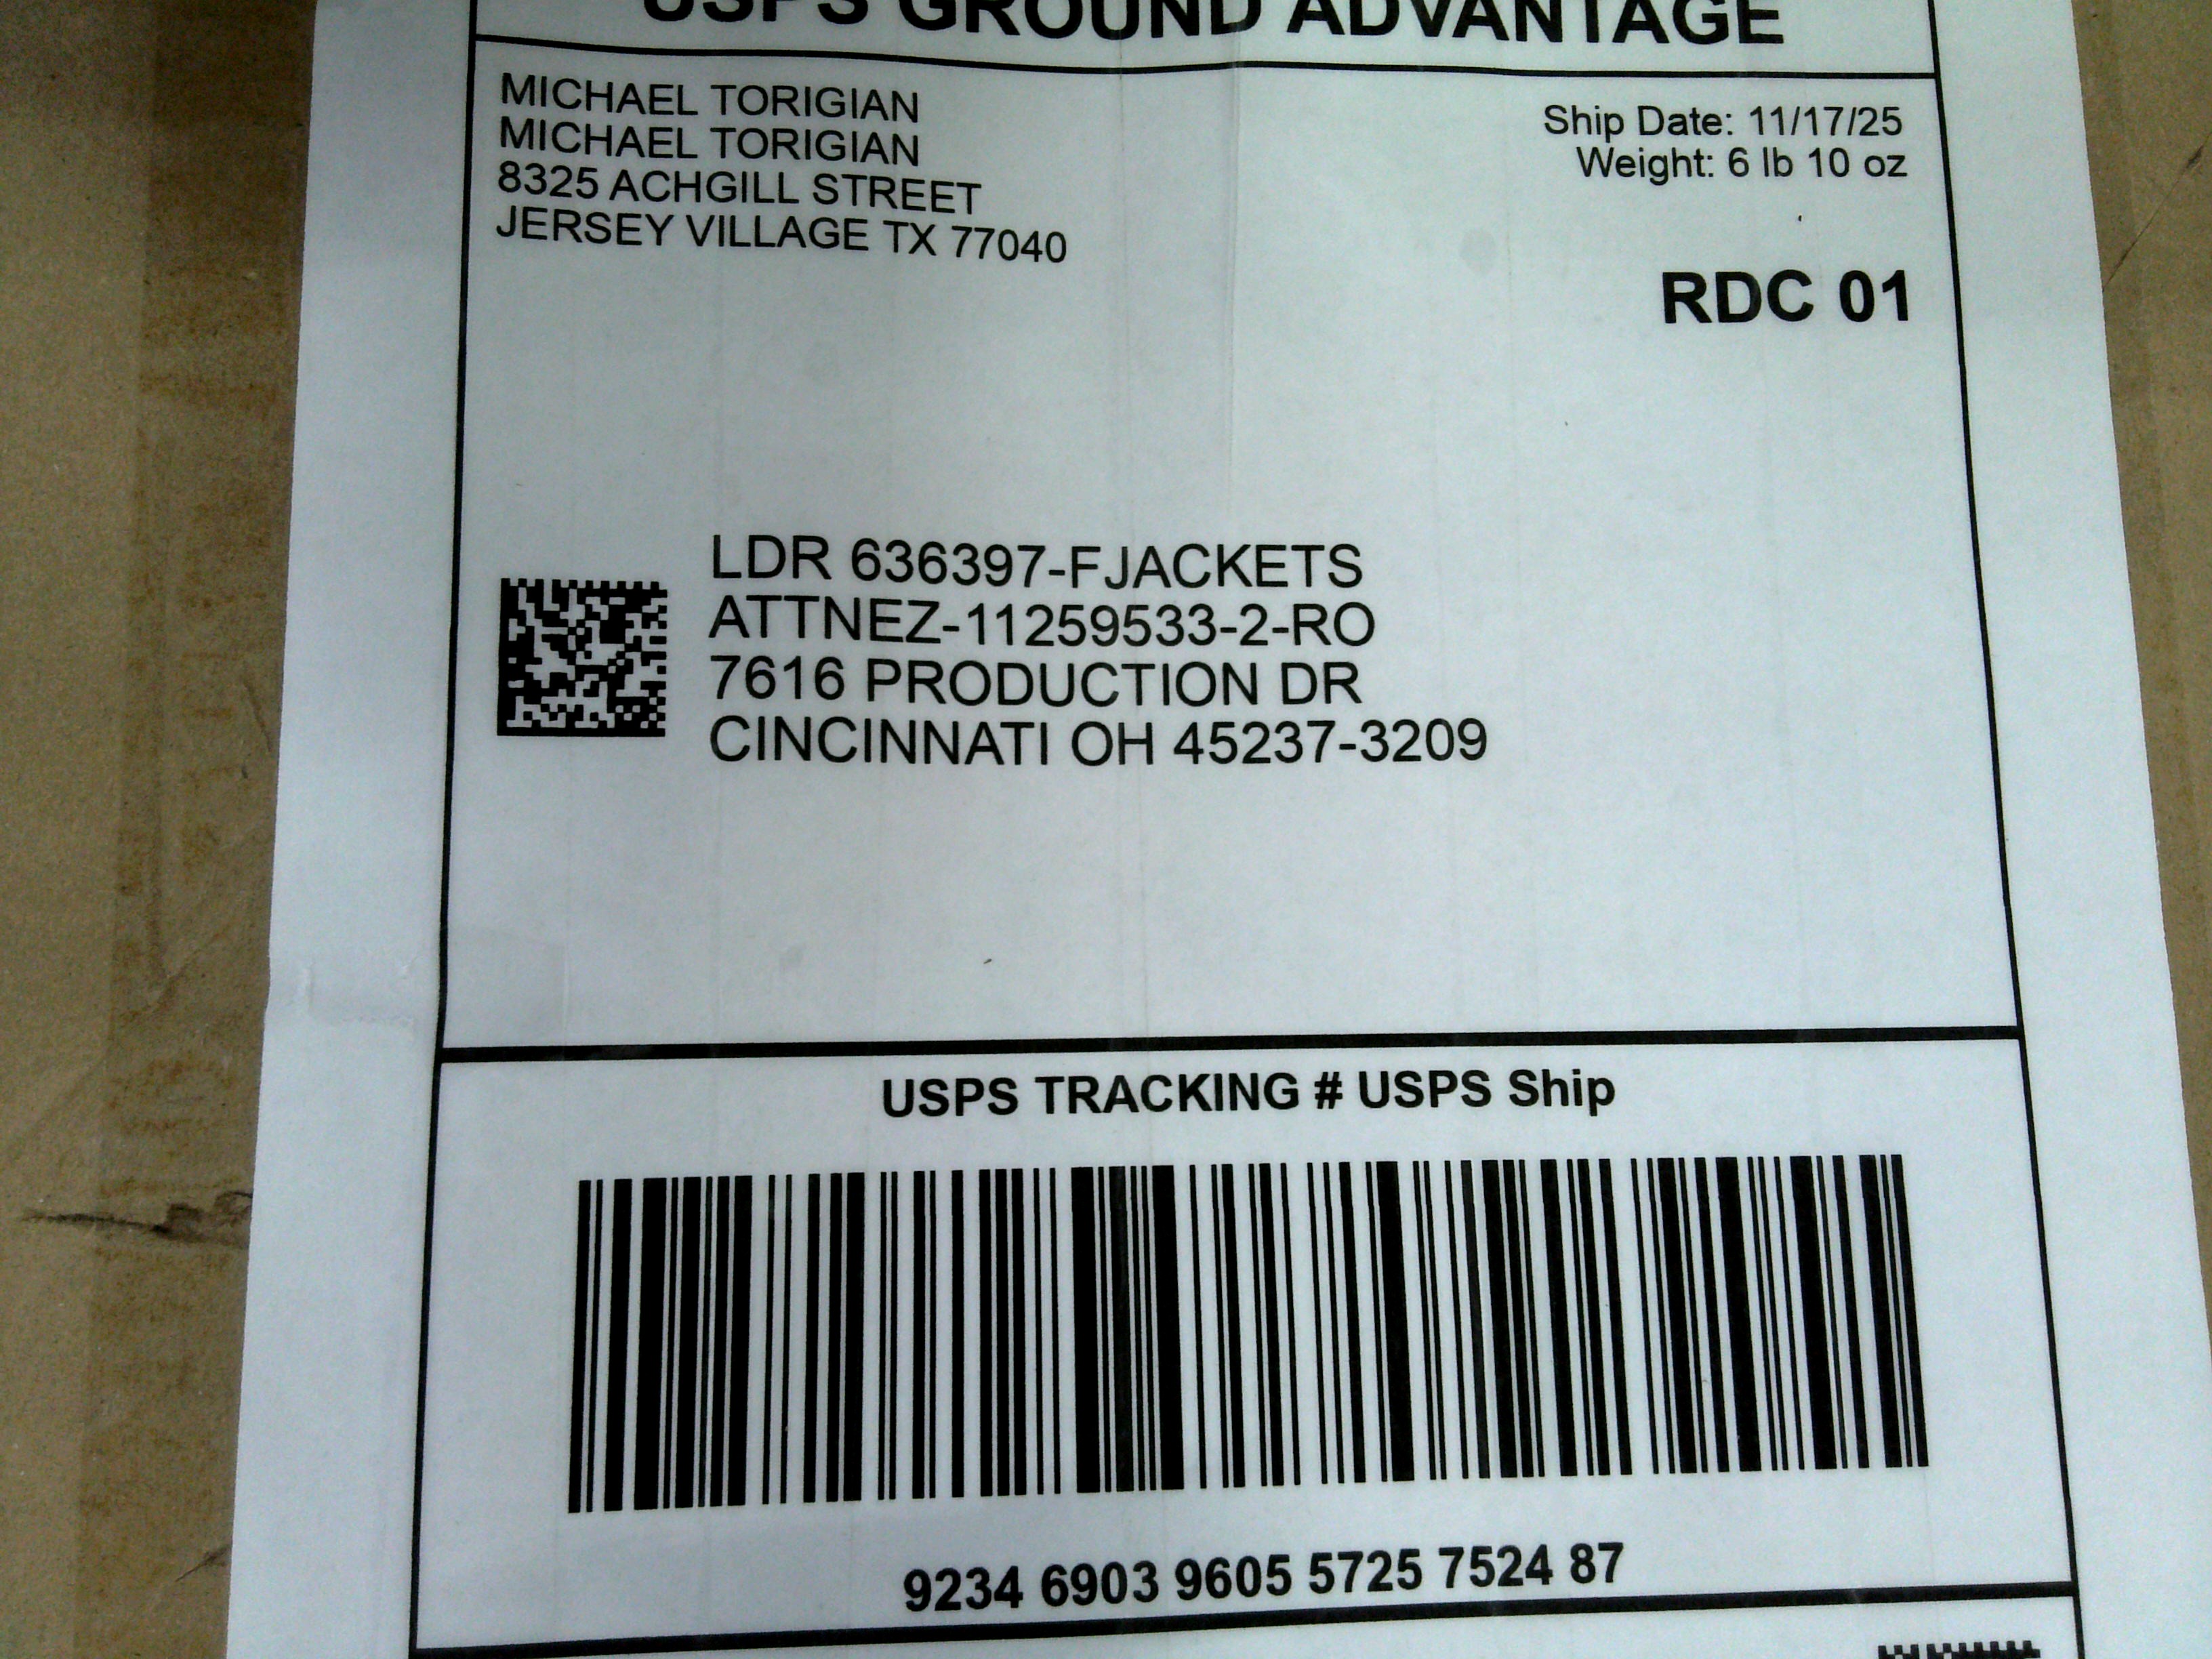 USPS GROUND ADVANTAGE
MICHAEL TORIGIAN
MICHAEL TORIGIAN
8325 ACHGILL STREET
JERSEY VILLAGE TX 77040
Ship Date: 11/17/25
Weight: 6 lb 10 oz
RDC 01
LDR 636397-FJACKETS
ATTNEZ-11259533-2-RO
7616 PRODUCTION DR
CINCINNATI OH 45237-3209
USPS TRACKING # USPS Ship
9234 6903 9605 5725 7524 87